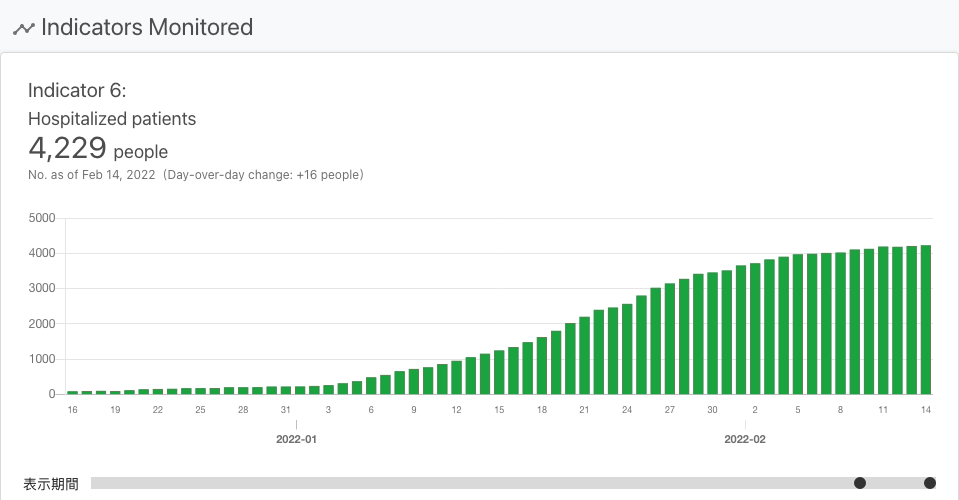 Indicators Monitored
Indicator 6:
Hospitalized patients
4,229 people
No. as of Feb 14, 2022 (Day-over-day change: +16 people)
5000
4000
3000
2000
1000
0
16 19 22 25 28 31 3 6 9 12 15 18 21 24 27 30 2 5 8 11 14
2022-01 2022-02
表示期間